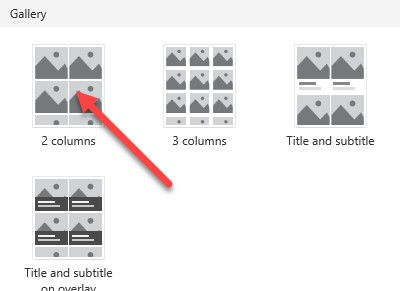 Gallery
2 columns
3 columns
Title and subtitle
Title and subtitle
on overlay